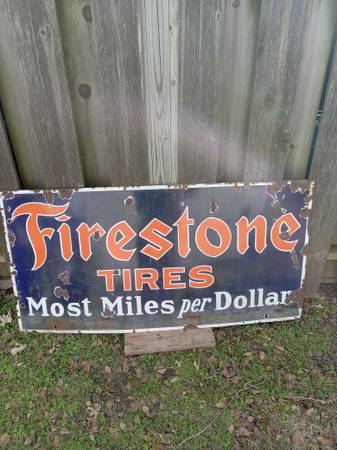 Firestone
TIRES
Most Miles per Dollar